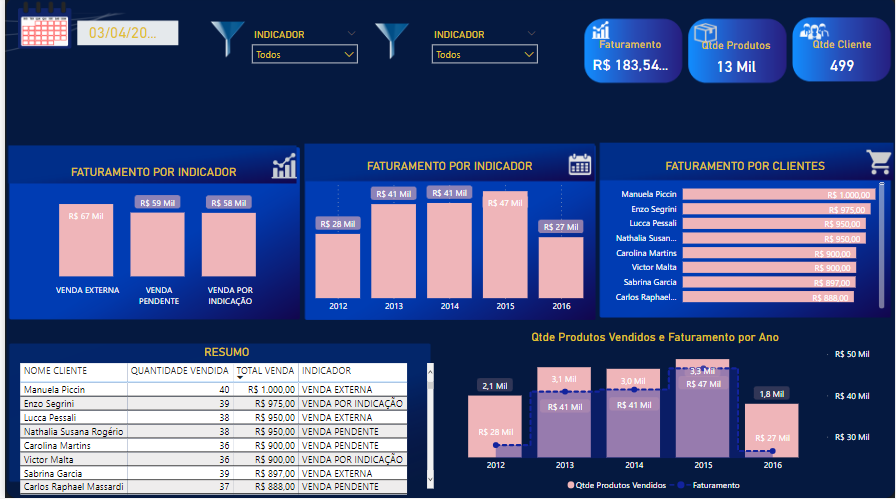 03/04/20...
INDICADOR
Todos
INDICADOR
Todos
Faturamento
R$ 183,54...
Qtde Produtos
13 Mil
Qtde Cliente
499
FATURAMENTO POR INDICADOR
R$ 67 Mil
R$ 59 Mil
R$ 58 Mil
VENDA EXTERNA
VENDA PENDENTE
VENDA POR INDICAÇÃO
FATURAMENTO POR INDICADOR
R$ 28 Mil
R$ 41 Mil
R$ 41 Mil
R$ 47 Mil
R$ 27 Mil
2012 2013 2014 2015 2016
FATURAMENTO POR CLIENTES
Manuela Piccin R$ 1.000,00
Enzo Segrini R$ 975,00
Lucca Pessali R$ 950,00
Nathalia Susan... R$ 950,00
Carolina Martins R$ 900,00
Victor Malta R$ 900,00
Sabrina Garcia R$ 897,00
Carlos Raphael... R$ 888,00
RESUMO
NOME CLIENTE QUANTIDADE VENDIDA TOTAL VENDA INDICADOR
Manuela Piccin 40 R$ 1.000,00 VENDA EXTERNA
Enzo Segrini 39 R$ 975,00 VENDA POR INDICAÇÃO
Lucca Pessali 38 R$ 950,00 VENDA EXTERNA
Nathalia Susana Rogério 38 R$ 950,00 VENDA PENDENTE
Carolina Martins 36 R$ 900,00 VENDA PENDENTE
Victor Malta 36 R$ 900,00 VENDA POR INDICAÇÃO
Sabrina Garcia 39 R$ 897,00 VENDA EXTERNA
Carlos Raphael Massardi 37 R$ 888,00 VENDA PENDENTE
Qtde Produtos Vendidos e Faturamento por Ano
2,1 Mil
3,1 Mil
3,0 Mil
3,3 Mil
1,8 Mil
R$ 28 Mil
R$ 41 Mil
R$ 41 Mil
R$ 47 Mil
R$ 27 Mil
R$ 50 Mil
R$ 40 Mil
R$ 30 Mil
2012 2013 2014 2015 2016
Qtde Produtos Vendidos Faturamento